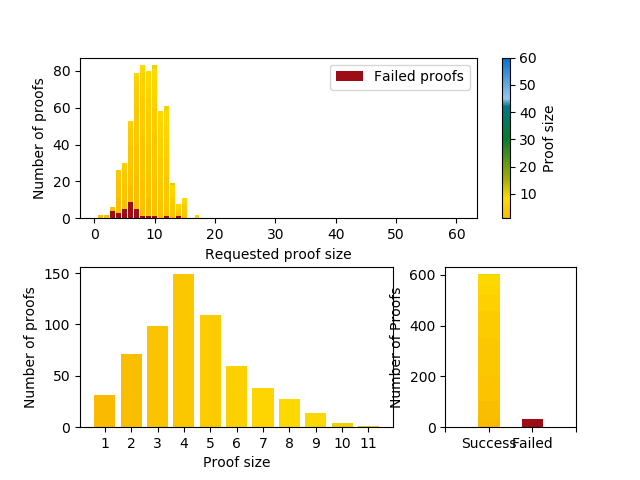 Failed proofs
80
60
40
20
0
Number of proofs
0 10 20 30 40 50 60
Requested proof size
60
50
40
30
20
10
Proof size
150
100
50
0
Number of proofs
1 2 3 4 5 6 7 8 9 10 11
Proof size
600
400
200
0
Number of Proofs
Success Failed